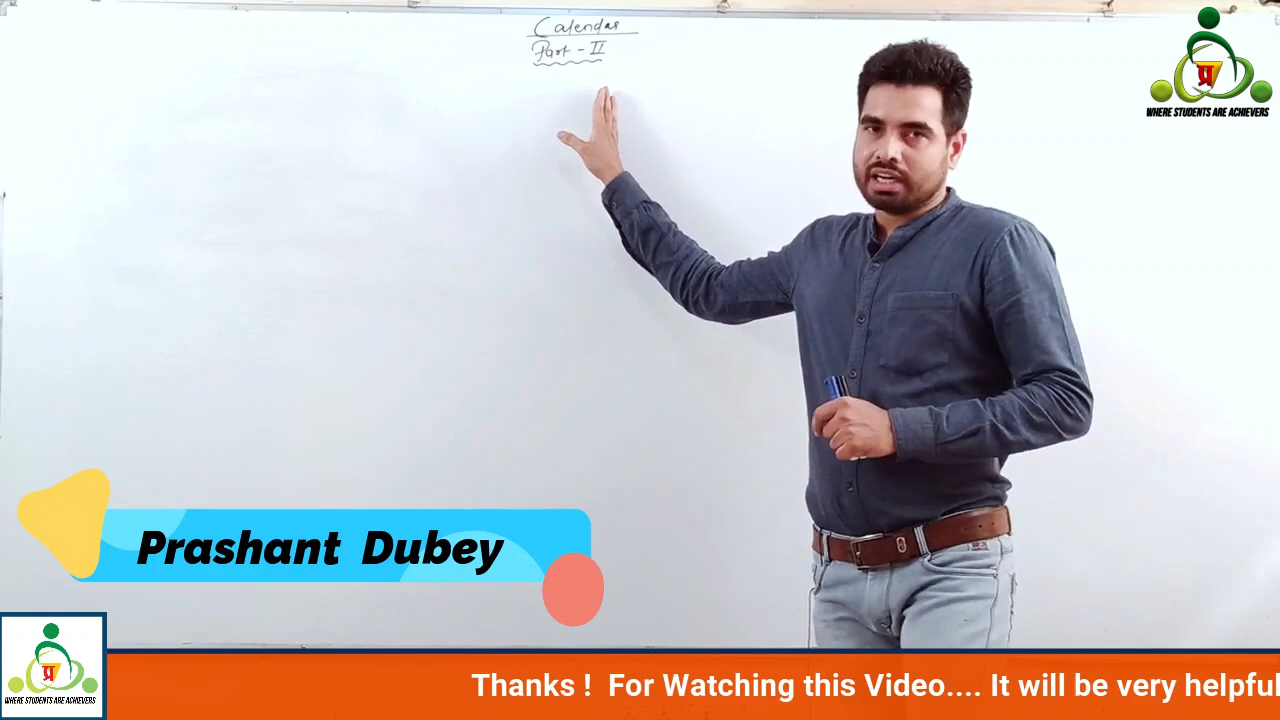 Calendar
Part - II
प्र
WHERE STUDENTS ARE ACHIEVERS
Prashant Dubey
प्र
WHERE STUDENTS ARE ACHIEVERS
Thanks ! For Watching this Video.... It will be very helpful